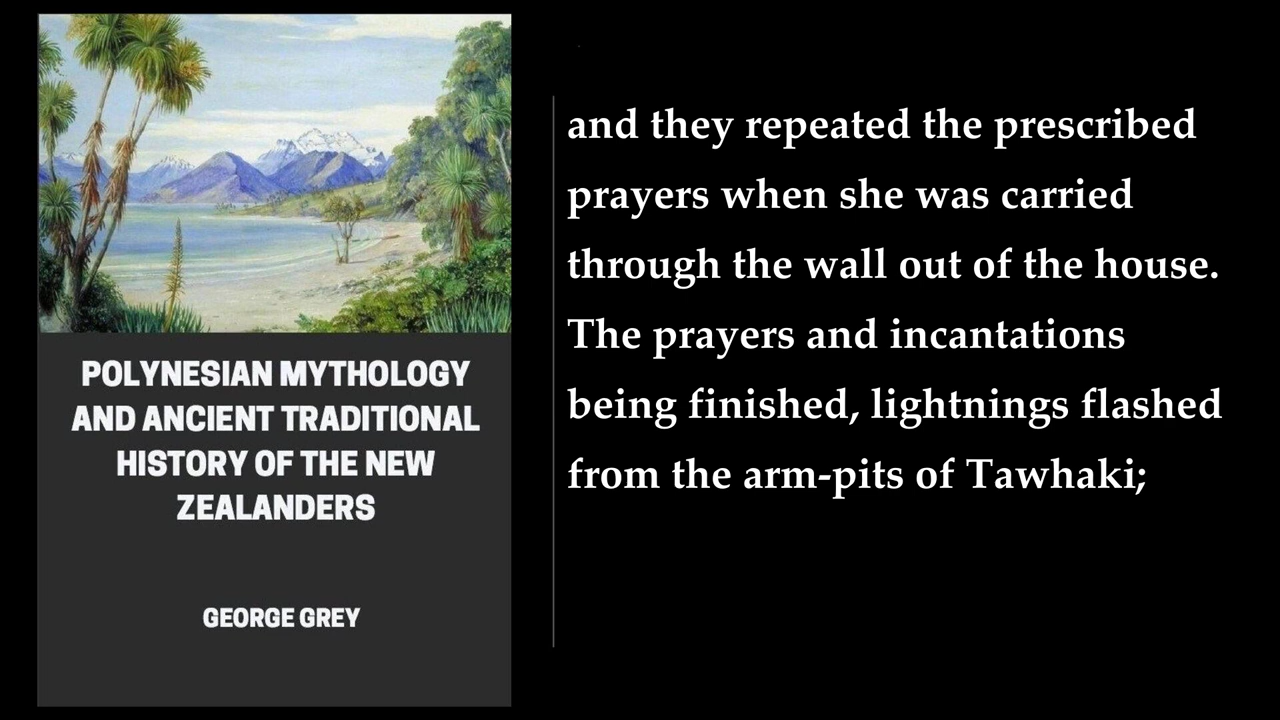 POLYNESIAN MYTHOLOGY
AND ANCIENT TRADITIONAL
HISTORY OF THE NEW
ZEALANDERS
GEORGE GREY
and they repeated the prescribed
prayers when she was carried
through the wall out of the house.
The prayers and incantations
being finished, lightnings flashed
from the arm-pits of Tawhaki;